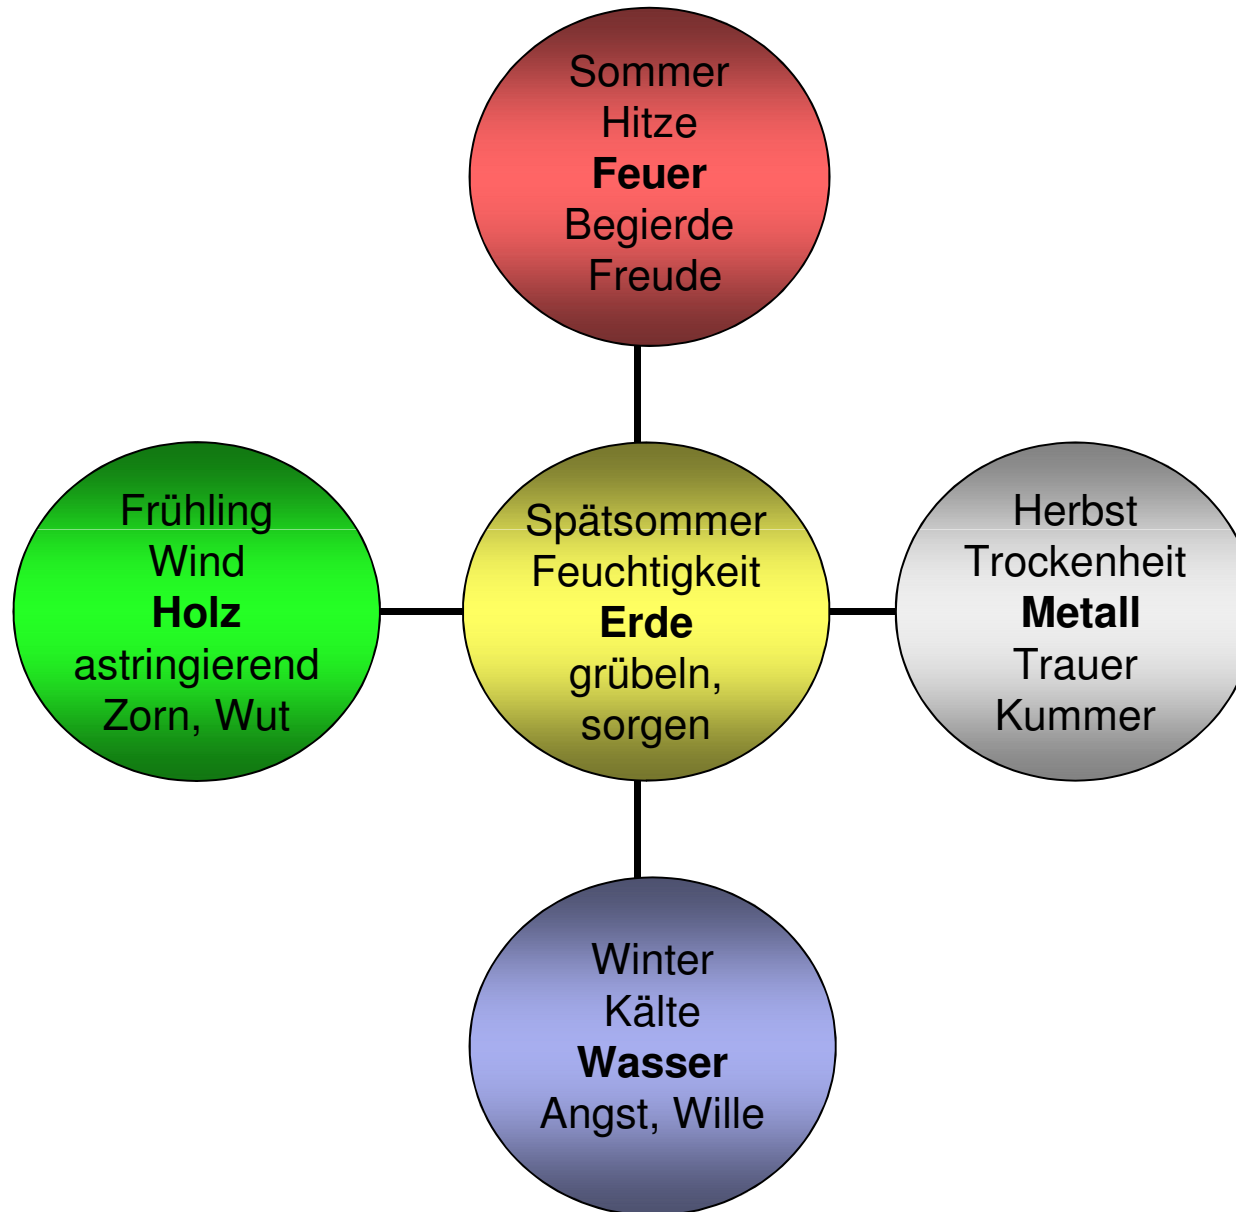 Sommer
Hitze
Feuer
Begierde
Freude
Frühling
Wind
Holz
astringierend
Zorn, Wut
Spätsommer
Feuchtigkeit
Erde
grübeln,
sorgen
Herbst
Trockenheit
Metall
Trauer
Kummer
Winter
Kälte
Wasser
Angst, Wille